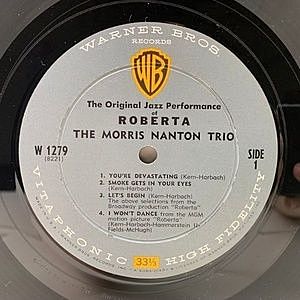 WARNER BROS.
RECORDS
WB
The Original Jazz Performance
of
ROBERTA
THE MORRIS NANTON TRIO
W 1279
(8221)
SIDE
1
1. YOU'RE DEVASTATING (Kern-Harbach)
2. SMOKE GETS IN YOUR EYES
(Kern-Harbach)
3. LET'S BEGIN (Kern-Harbach)
The above selections from the
Broadway production "Roberta"
4. I WON'T DANCE from the MGM
motion picture "Roberta"
(Kern-Harbach-Hammerstein II-
Fields-McHugh)
33⅓
VITAPHONIC HIGH FIDELITY